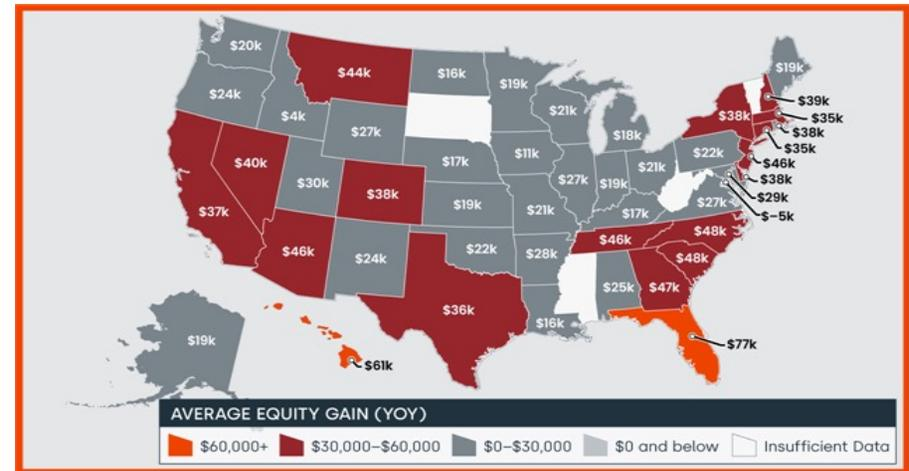 $20k
$44k
$16k
$19k
$19k
$24k
$4k
$27k
$21k
$18k
$38k
$39k
$35k
$38k
$35k
$40k
$30k
$38k
$17k
$11k
$27k
$19k
$21k
$22k
$46k
$38k
$29k
$-5k
$37k
$19k
$21k
$17k
$27k
$46k
$24k
$22k
$28k
$46k
$48k
$48k
$36k
$16k
$25k
$47k
$77k
$19k
$61k
AVERAGE EQUITY GAIN (YOY)
$60,000+ $30,000–$60,000 $0–$30,000 $0 and below Insufficient Data